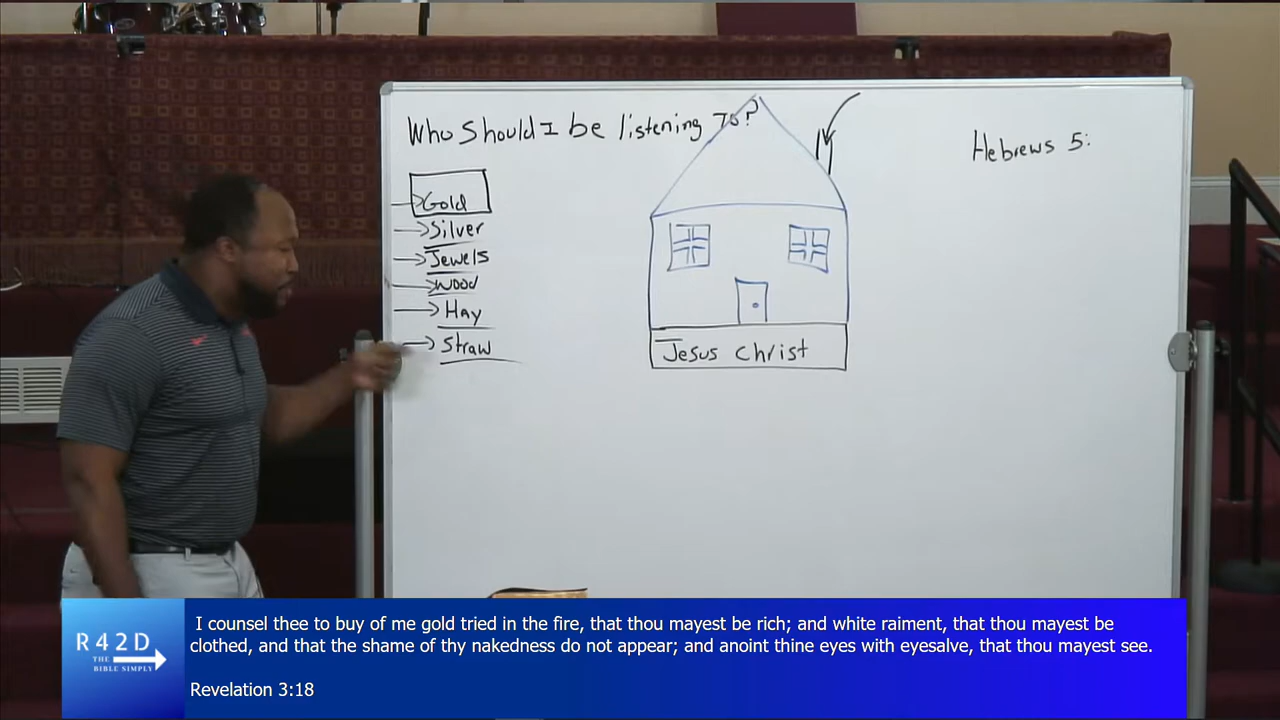 Who Should I be listening To?
Hebrews 5:
Gold
Silver
Jewels
Wood
Hay
Straw
Jesus Christ
R42D
THE
BIBLE SIMPLY
I counsel thee to buy of me gold tried in the fire, that thou mayest be rich; and white raiment, that thou mayest be
clothed, and that the shame of thy nakedness do not appear; and anoint thine eyes with eyesalve, that thou mayest see.
Revelation 3:18